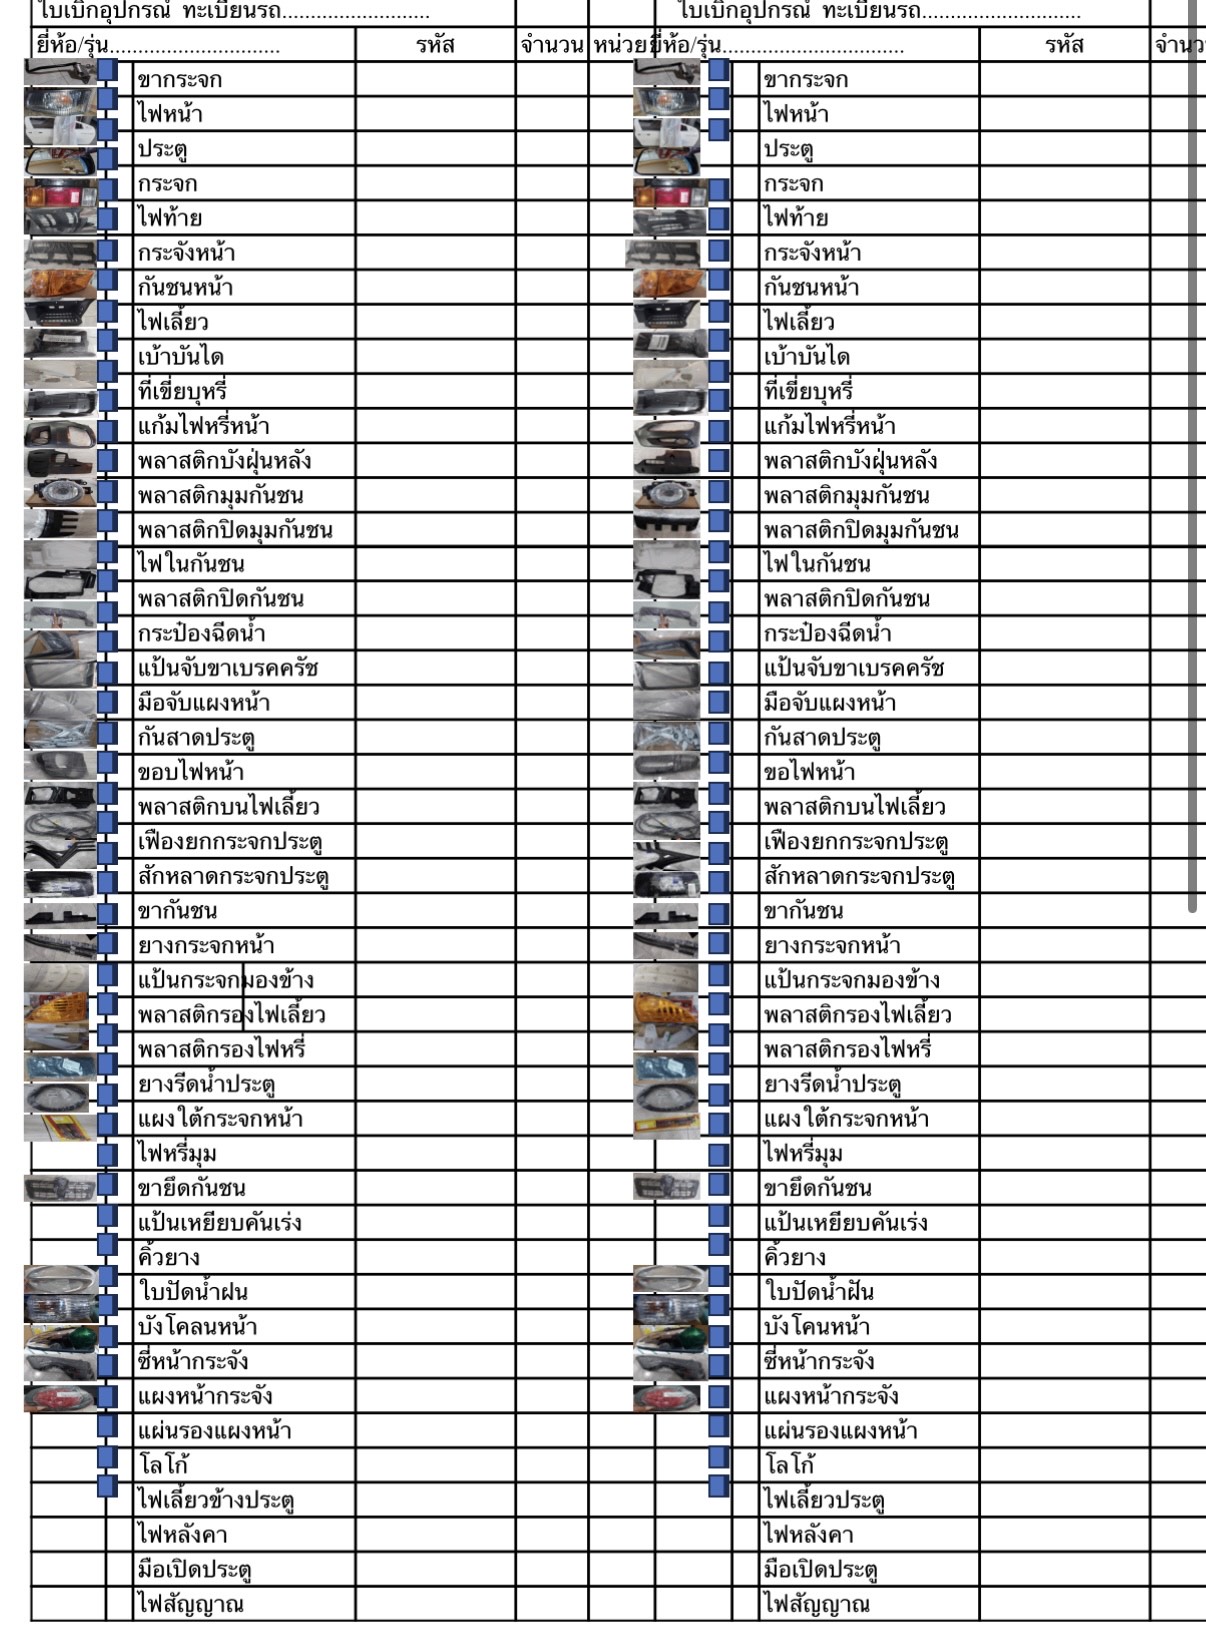 ใบเบิกอุปกรณ์ ทะเบียนรถ.......................... ใบเบิกอุปกรณ์ ทะเบียนรถ............................
ยี่ห้อ/รุ่น............................. รหัส จำนวน หน่วย ยี่ห้อ/รุ่น................................ รหัส จำนว
ขากระจก ขากระจก
ไฟหน้า ไฟหน้า
ประตู ประตู
กระจก กระจก
ไฟท้าย ไฟท้าย
กระจังหน้า กระจังหน้า
กันชนหน้า กันชนหน้า
ไฟเลี้ยว ไฟเลี้ยว
เบ้าบันได เบ้าบันได
ที่เขี่ยบุหรี่ ที่เขี่ยบุหรี่
แก้มไฟหรี่หน้า แก้มไฟหรี่หน้า
พลาสติกบังฝุ่นหลัง พลาสติกบังฝุ่นหลัง
พลาสติกมุมกันชน พลาสติกมุมกันชน
พลาสติกปิดมุมกันชน พลาสติกปิดมุมกันชน
ไฟในกันชน ไฟในกันชน
พลาสติกปิดกันชน พลาสติกปิดกันชน
กระป๋องฉีดน้ำ กระป๋องฉีดน้ำ
แป้นจับขาเบรคครัช แป้นจับขาเบรคครัช
มือจับแผงหน้า มือจับแผงหน้า
กันสาดประตู กันสาดประตู
ขอบไฟหน้า ขอไฟหน้า
พลาสติกบนไฟเลี้ยว พลาสติกบนไฟเลี้ยว
เฟืองยกกระจกประตู เฟืองยกกระจกประตู
สักหลาดกระจกประตู สักหลาดกระจกประตู
ขากันชน ขากันชน
ยางกระจกหน้า ยางกระจกหน้า
แป้นกระจกมองข้าง แป้นกระจกมองข้าง
พลาสติกรองไฟเลี้ยว พลาสติกรองไฟเลี้ยว
พลาสติกรองไฟหรี่ พลาสติกรองไฟหรี่
ยางรีดน้ำประตู ยางรีดน้ำประตู
แผงใต้กระจกหน้า แผงใต้กระจกหน้า
ไฟหรี่มุม ไฟหรี่มุม
ขายึดกันชน ขายึดกันชน
แป้นเหยียบคันเร่ง แป้นเหยียบคันเร่ง
คิ้วยาง คิ้วยาง
ใบปัดน้ำฝน ใบปัดน้ำฝัน
บังโคลนหน้า บังโคนหน้า
ซี่หน้ากระจัง ซี่หน้ากระจัง
แผงหน้ากระจัง แผงหน้ากระจัง
แผ่นรองแผงหน้า แผ่นรองแผงหน้า
โลโก้ โลโก้
ไฟเลี้ยวข้างประตู ไฟเลี้ยวประตู
ไฟหลังคา ไฟหลังคา
มือเปิดประตู มือเปิดประตู
ไฟสัญญาณ ไฟสัญญาณ